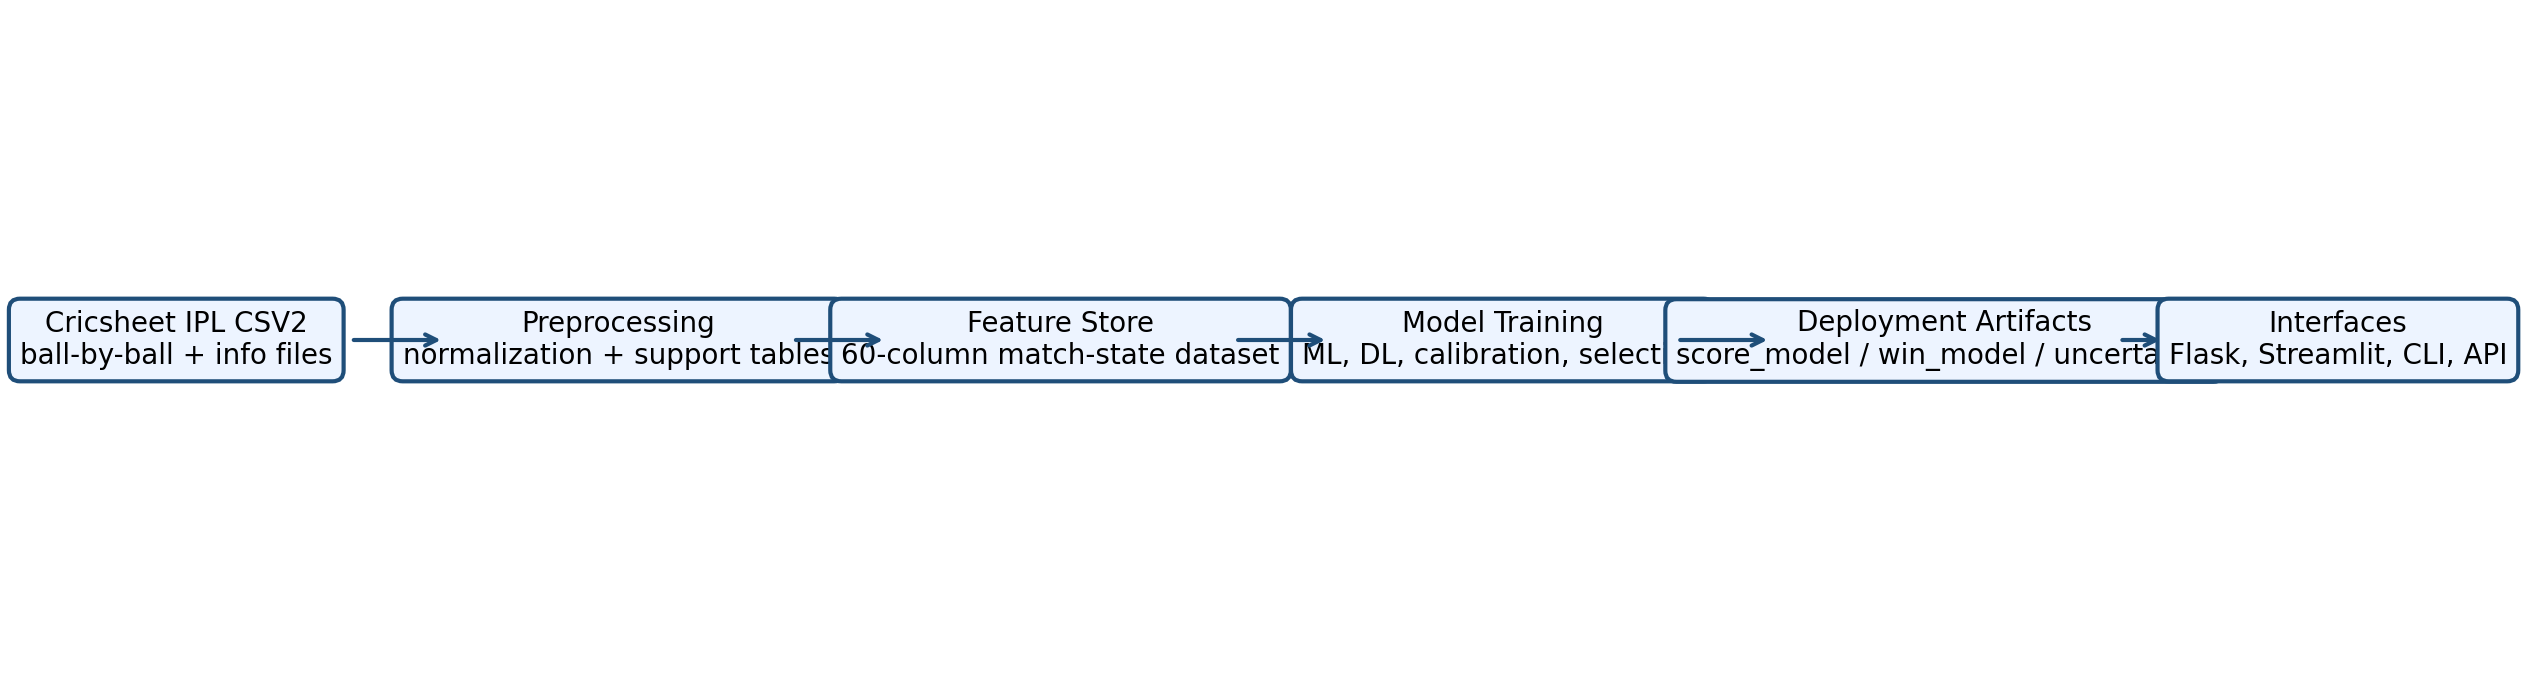 Cricsheet IPL CSV2
ball-by-ball + info files
Preprocessing
normalization + support tables
Feature Store
60-column match-state dataset
Model Training
ML, DL, calibration, select
Deployment Artifacts
score_model / win_model / uncerta
Interfaces
Flask, Streamlit, CLI, API